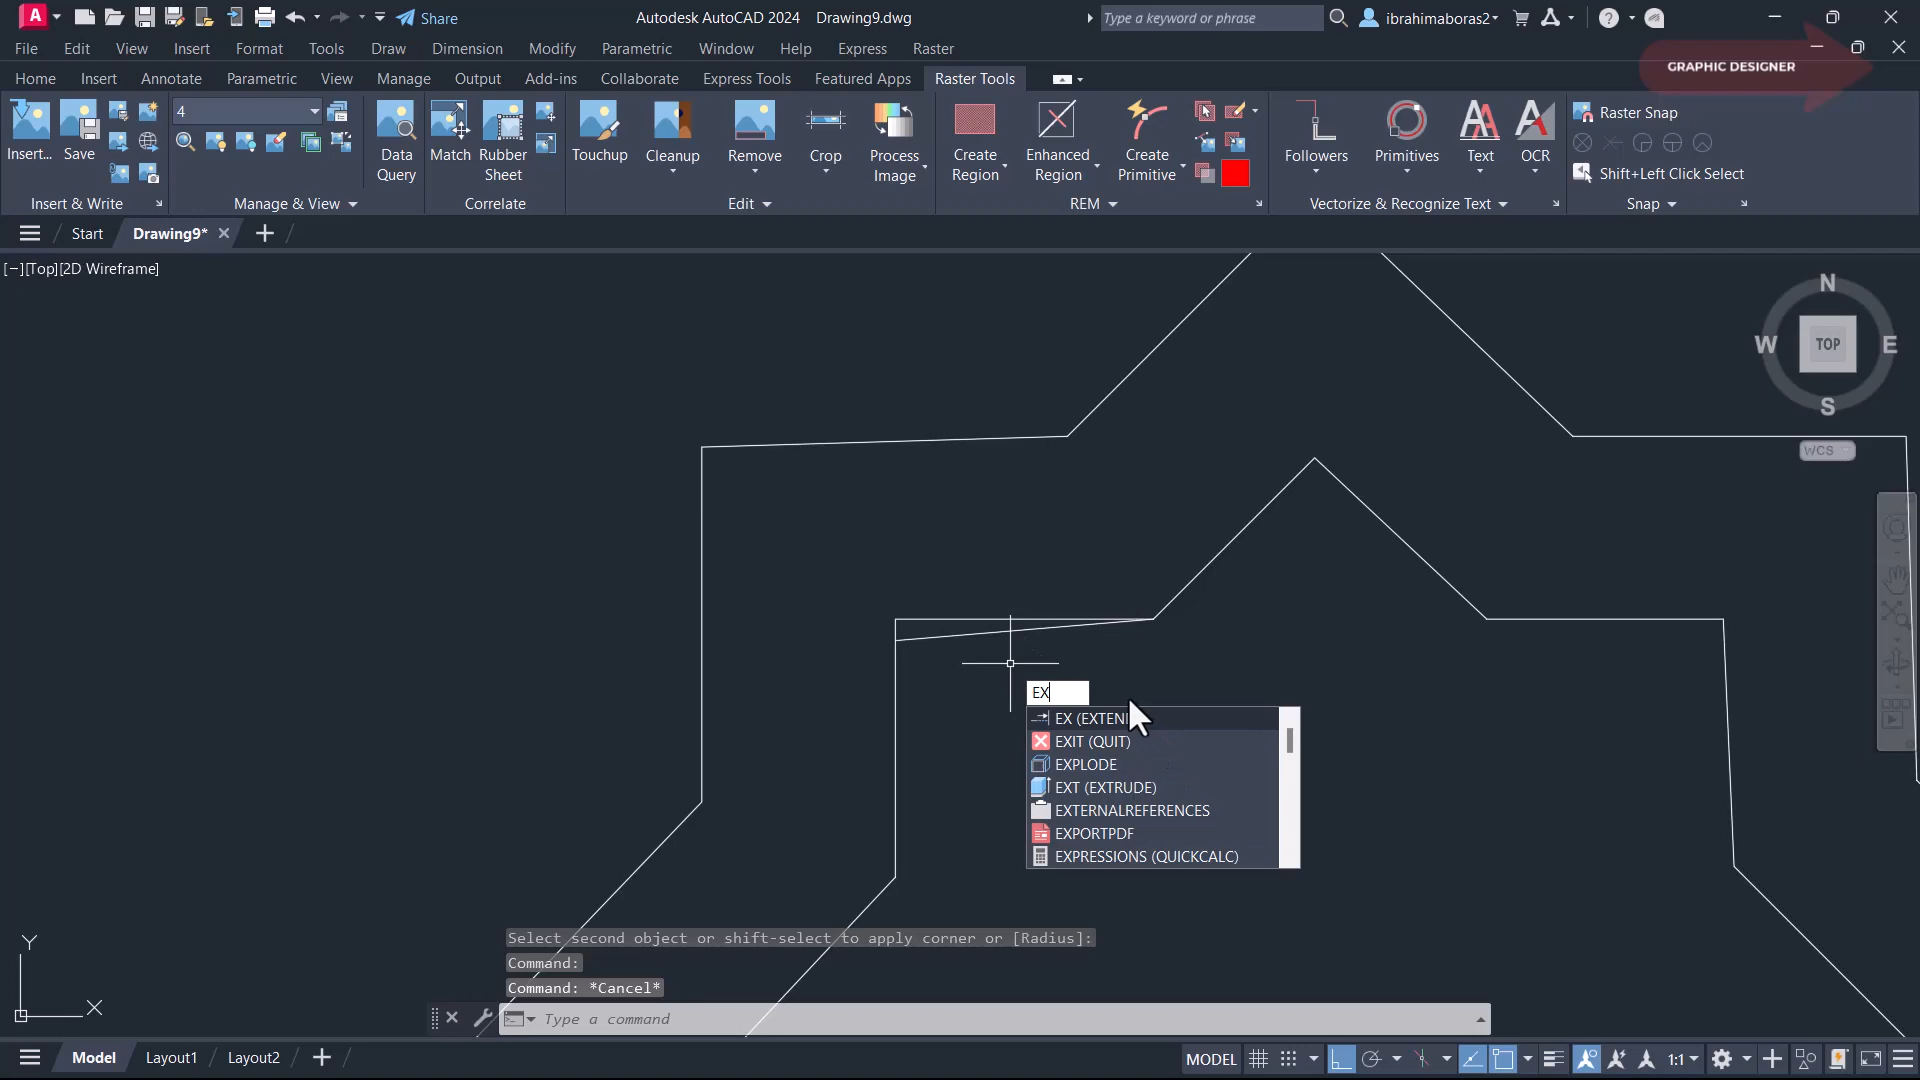 Share
Autodesk AutoCAD 2024 Drawing9.dwg
Type a keyword or phrase
ibrahimaboras2
File Edit View Insert Format Tools Draw Dimension Modify Parametric Window Help Express Raster
GRAPHIC DESIGNER
Home Insert Annotate Parametric View Manage Output Add-ins Collaborate Express Tools Featured Apps Raster Tools
4
Insert... Save
Data Query
Match
Rubber Sheet
Touchup
Cleanup
Remove
Crop
Process Image
Create Region
Enhanced Region
Create Primitive
Followers
Primitives
Text
OCR
Raster Snap
Shift+Left Click Select
Insert & Write
Manage & View
Correlate
Edit
REM
Vectorize & Recognize Text
Snap
Start
Drawing9*
[−][Top][2D Wireframe]
N
W TOP E
S
WCS
EX
EX (EXTEND
EXIT (QUIT)
EXPLODE
EXT (EXTRUDE)
EXTERNALREFERENCES
EXPORTPDF
EXPRESSIONS (QUICKCALC)
Y
X
Select second object or shift-select to apply corner or [Radius]:
Command:
Command: *Cancel*
Type a command
Model Layout1 Layout2
MODEL
1:1